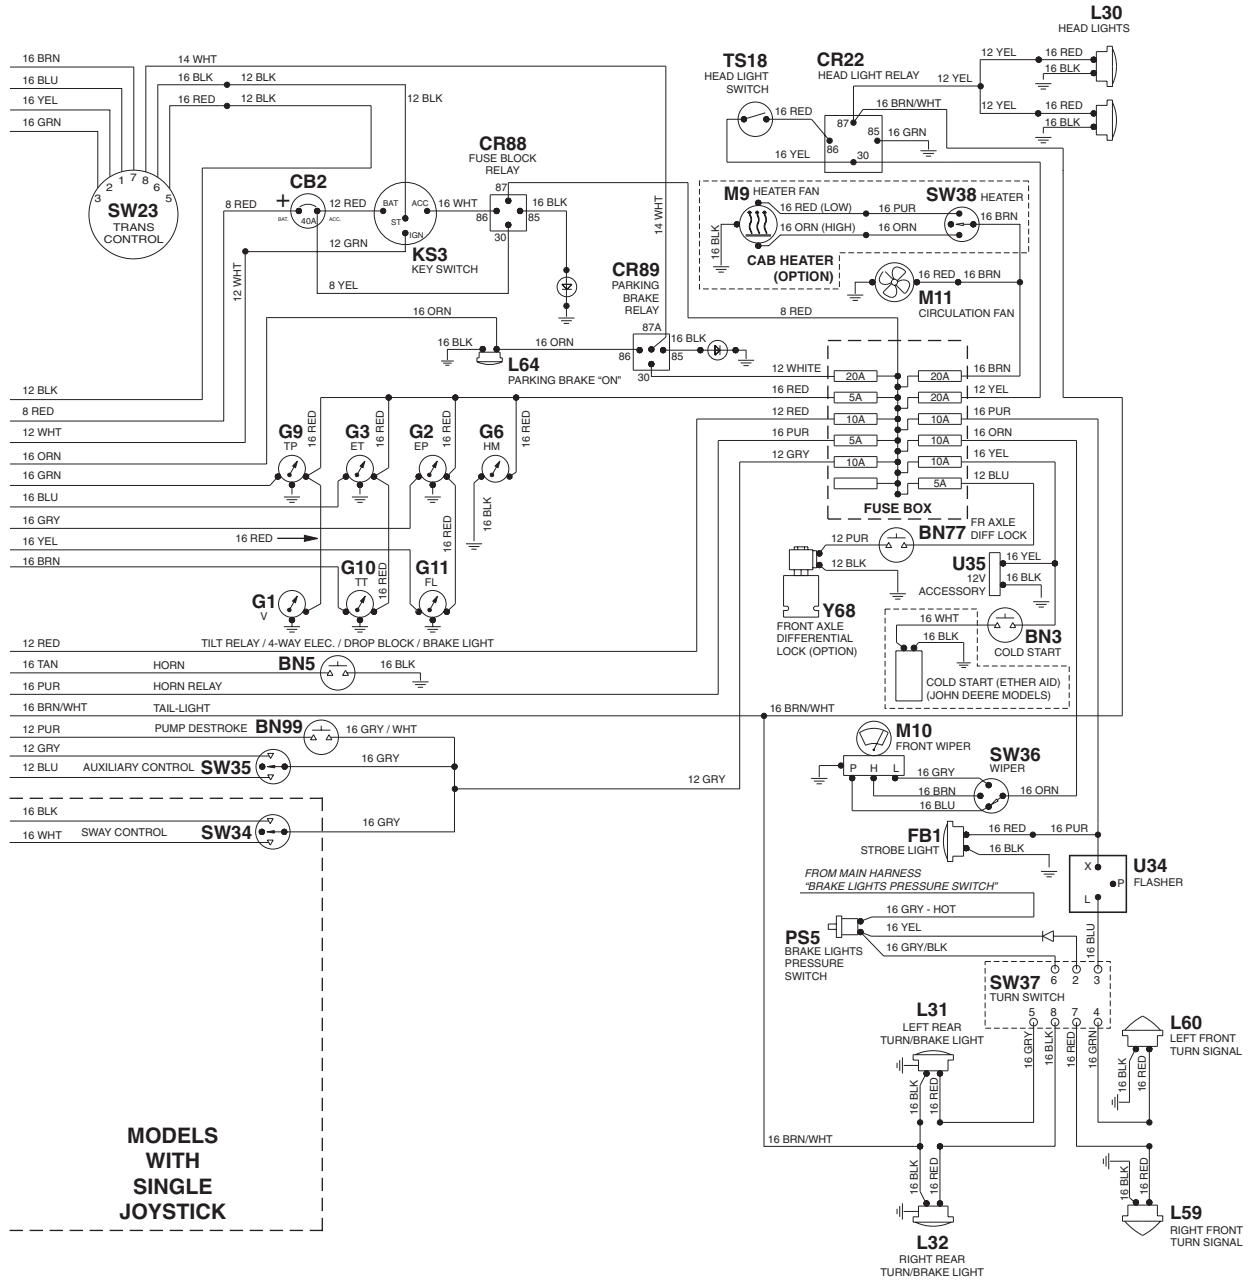 L30
HEAD LIGHTS
16 BRN
14 WHT
TS18
HEAD LIGHT
SWITCH
CR22
HEAD LIGHT RELAY
12 YEL
12 YEL
16 RED
16 BLK
16 BLU
16 BLK
12 BLK
16 YEL
16 RED
12 BLK
12 BLK
16 GRN
16 RED
16 BRN/WHT
12 YEL
16 RED
16 BLK
87
85
86
30
16 GRN
16 YEL
3
2
1
7
8
6
5
SW23
TRANS
CONTROL
CR88
FUSE BLOCK
RELAY
87
86
85
30
16 BLK
CB2
+
BAT.
40A
ACC.
8 RED
12 RED
BAT
ACC
ST
IGN
16 WHT
12 GRN
KS3
KEY SWITCH
12 WHT
8 YEL
14 WHT
M9
HEATER FAN
16 RED (LOW)
16 PUR
16 ORN (HIGH)
16 ORN
16 BLK
SW38
HEATER
16 BRN
CAB HEATER
(OPTION)
16 RED
16 BRN
M11
CIRCULATION FAN
CR89
PARKING
BRAKE
RELAY
87A
86
85
30
16 BLK
8 RED
16 ORN
16 BLK
16 ORN
L64
PARKING BRAKE “ON”
12 WHITE
20A
20A
16 BRN
16 RED
5A
20A
12 YEL
12 RED
10A
10A
16 PUR
16 PUR
5A
10A
16 ORN
12 GRY
10A
10A
16 YEL
5A
12 BLU
FUSE BOX
12 BLK
8 RED
12 WHT
16 ORN
16 GRN
16 BLU
16 GRY
16 YEL
16 BRN
G9
TP
16 RED
G3
ET
16 RED
G2
EP
16 RED
G6
HM
16 RED
16 BLK
16 RED
16 RED
16 RED
G1
V
G10
TT
G11
FL
BN77
FR AXLE
DIFF LOCK
12 PUR
12 BLK
Y68
FRONT AXLE
DIFFERENTIAL
LOCK (OPTION)
U35
12V
ACCESSORY
16 YEL
16 BLK
16 WHT
16 BLK
BN3
COLD START
COLD START (ETHER AID)
(JOHN DEERE MODELS)
12 RED
TILT RELAY / 4-WAY ELEC. / DROP BLOCK / BRAKE LIGHT
16 TAN
HORN
BN5
16 BLK
16 PUR
HORN RELAY
16 BRN/WHT
TAIL-LIGHT
16 BRN/WHT
12 PUR
PUMP DESTROKE
BN99
16 GRY / WHT
12 GRY
12 BLU
AUXILIARY CONTROL
SW35
16 GRY
12 GRY
16 BLK
16 WHT
SWAY CONTROL
SW34
16 GRY
M10
FRONT WIPER
P
H
L
16 GRY
16 BRN
16 BLU
SW36
WIPER
16 ORN
FB1
STROBE LIGHT
16 RED
16 PUR
16 BLK
U34
FLASHER
X
P
L
FROM MAIN HARNESS
“BRAKE LIGHTS PRESSURE SWITCH”
16 GRY - HOT
16 YEL
16 GRY/BLK
PS5
BRAKE LIGHTS
PRESSURE
SWITCH
16 BLU
SW37
TURN SWITCH
6
2
3
5
8
7
4
16 GRY
16 BLK
16 RED
16 GRN
L31
LEFT REAR
TURN/BRAKE LIGHT
16 BLK
16 RED
L60
LEFT FRONT
TURN SIGNAL
16 BLK
16 RED
16 BRN/WHT
16 BLK
16 RED
16 BLK
16 RED
L32
RIGHT REAR
TURN/BRAKE LIGHT
L59
RIGHT FRONT
TURN SIGNAL
MODELS
WITH
SINGLE
JOYSTICK